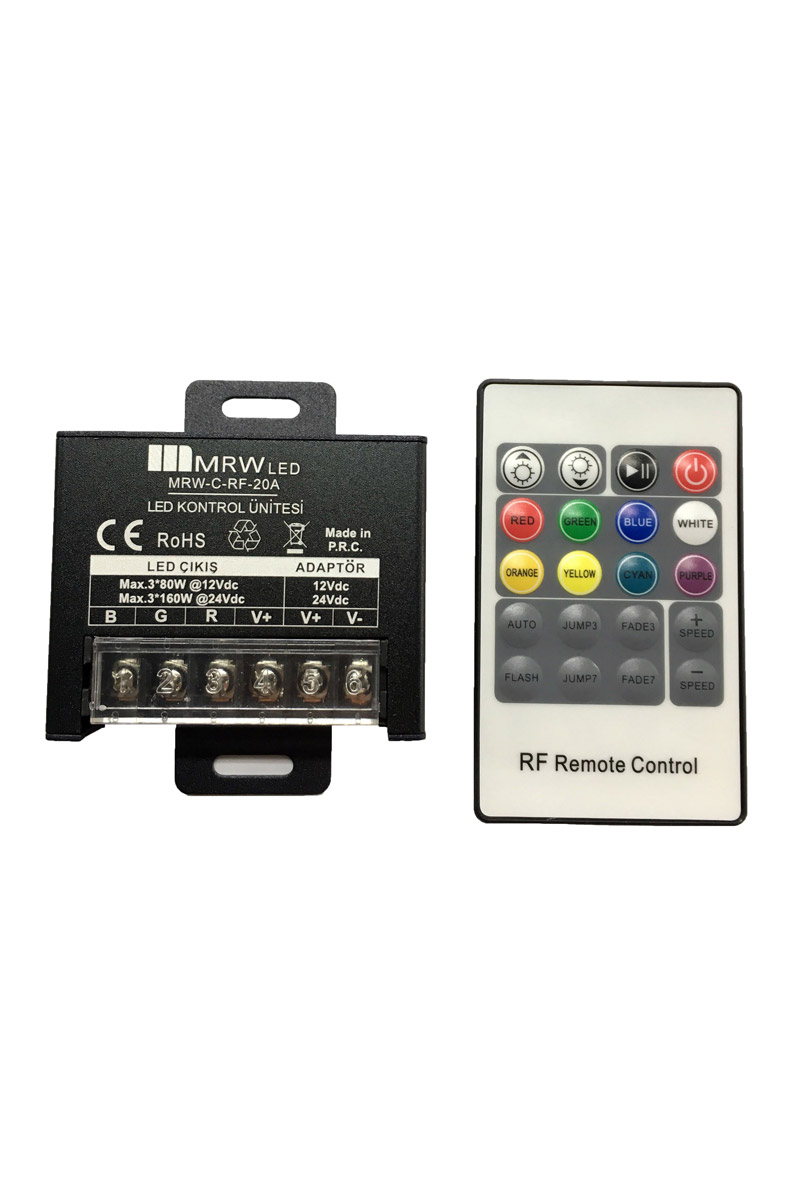 MRW LED
MRW-C-RF-20A
LED KONTROL ÜNİTESİ
CE RoHS Made in
P.R.C.
LED ÇIKIŞ ADAPTÖR
Max.3*80W @12Vdc 12Vdc
Max.3*160W @24Vdc 24Vdc
B G R V+ V+ V-
1 2 3 4 5 6
RED GREEN BLUE WHITE
ORANGE YELLOW CYAN PURPLE
AUTO JUMP3 FADE3 + SPEED
FLASH JUMP7 FADE7 − SPEED
RF Remote Control